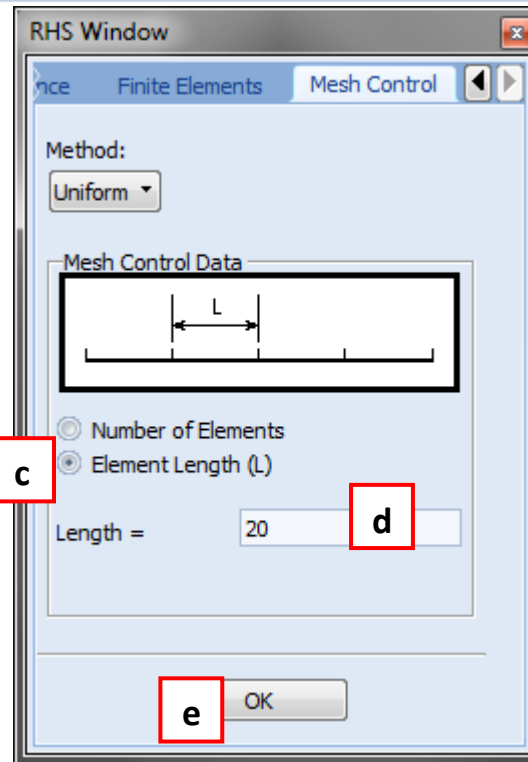 RHS Window
nce Finite Elements Mesh Control
Method:
Uniform
Mesh Control Data
L
Number of Elements
c
Element Length (L)
Length = 20 d
e OK